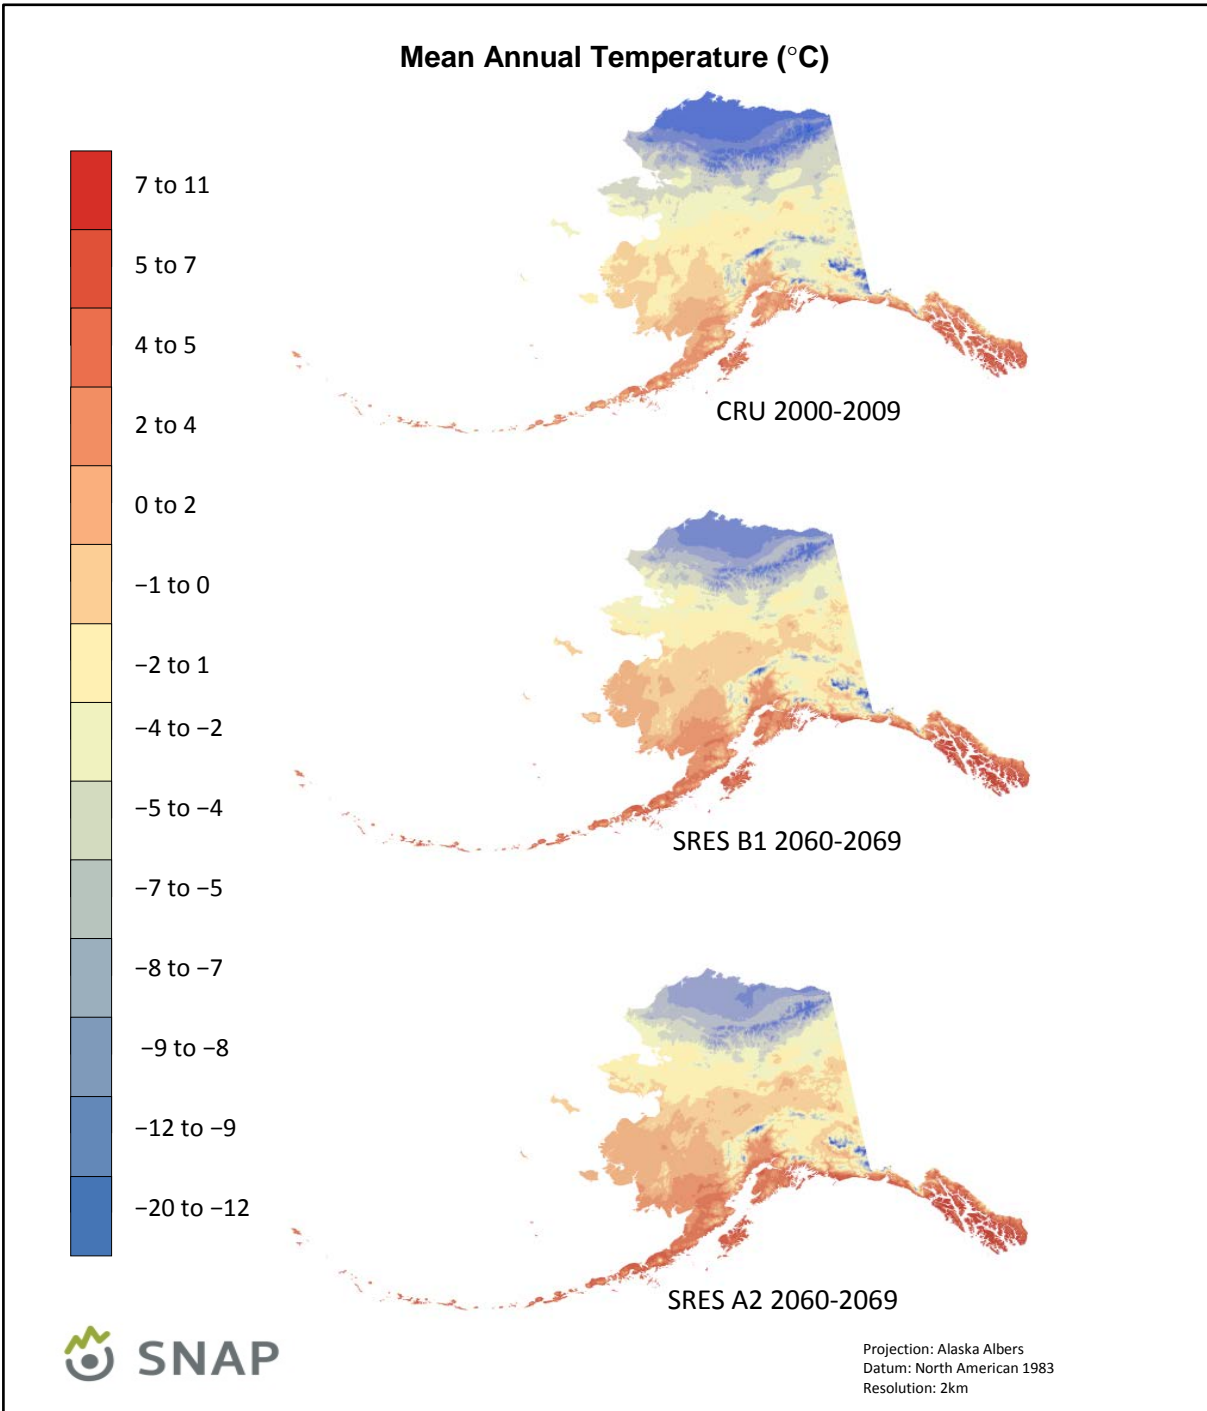 Mean Annual Temperature (°C)
7 to 11
5 to 7
4 to 5
2 to 4
0 to 2
−1 to 0
−2 to 1
−4 to −2
−5 to −4
−7 to −5
−8 to −7
−9 to −8
−12 to −9
−20 to −12
CRU 2000-2009
SRES B1 2060-2069
SRES A2 2060-2069
SNAP
Projection: Alaska Albers
Datum: North American 1983
Resolution: 2km